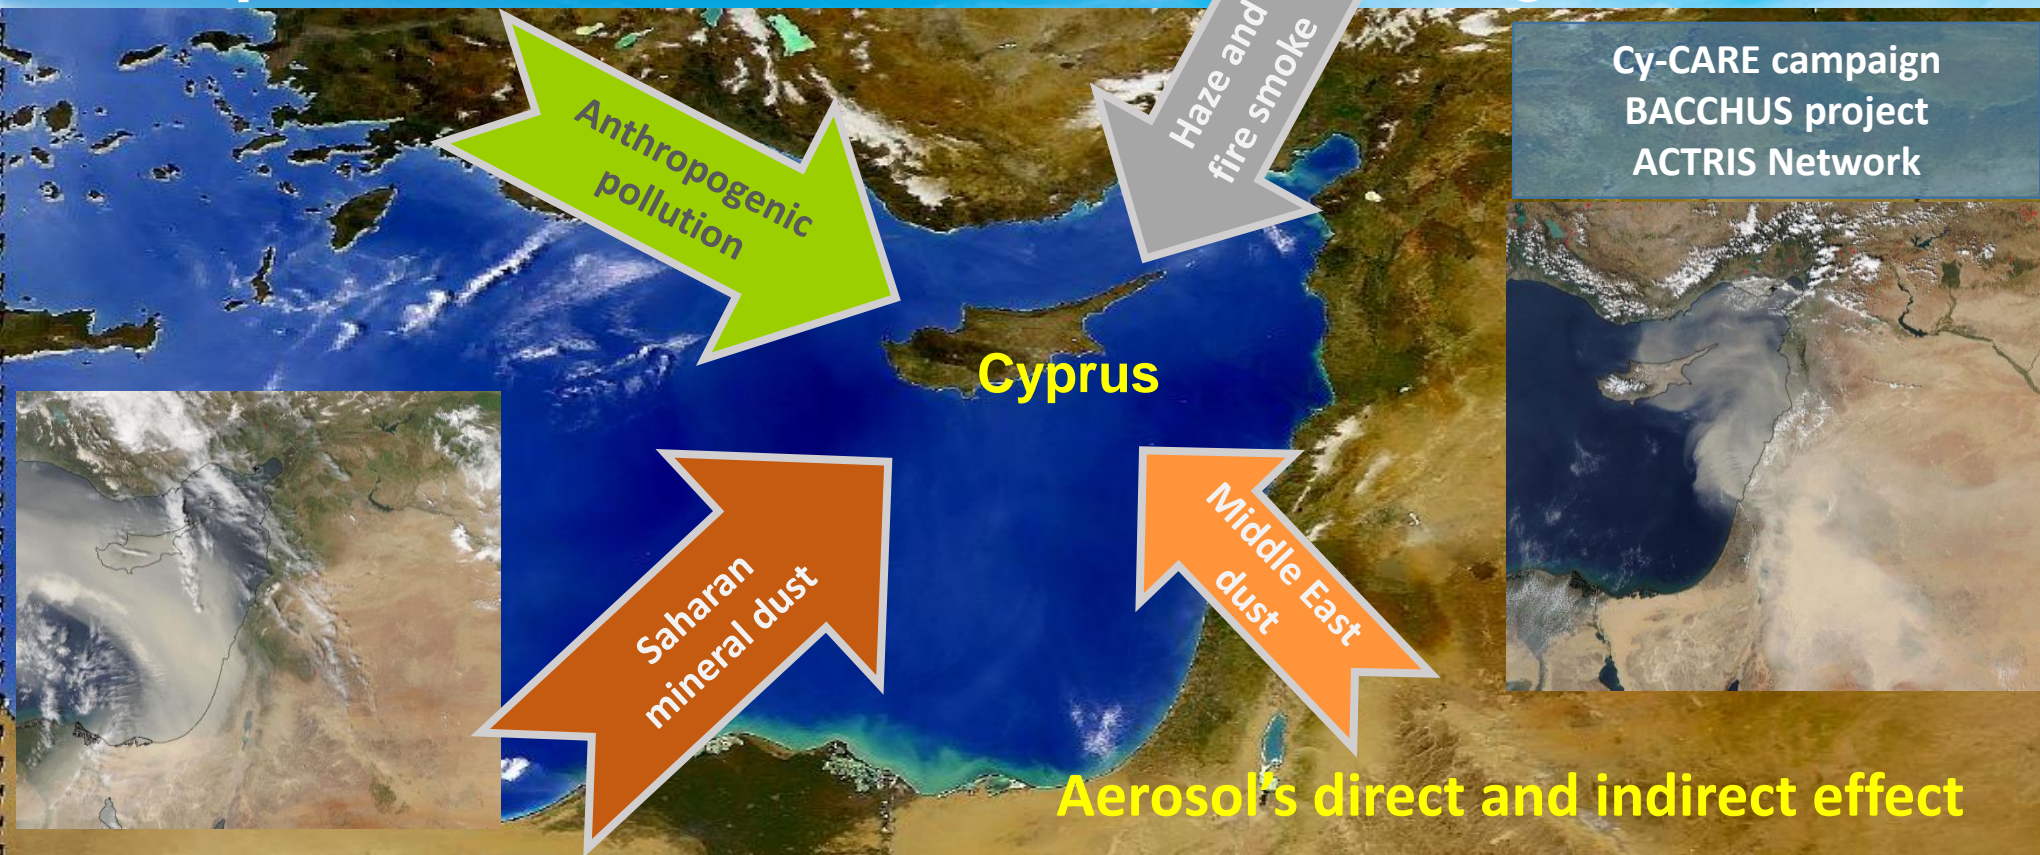 Haze and
fire smoke
Cy-CARE campaign
BACCHUS project
ACTRIS Network
Anthropogenic
pollution
Cyprus
Saharan
mineral dust
Middle East
dust
Aerosol's direct and indirect effect